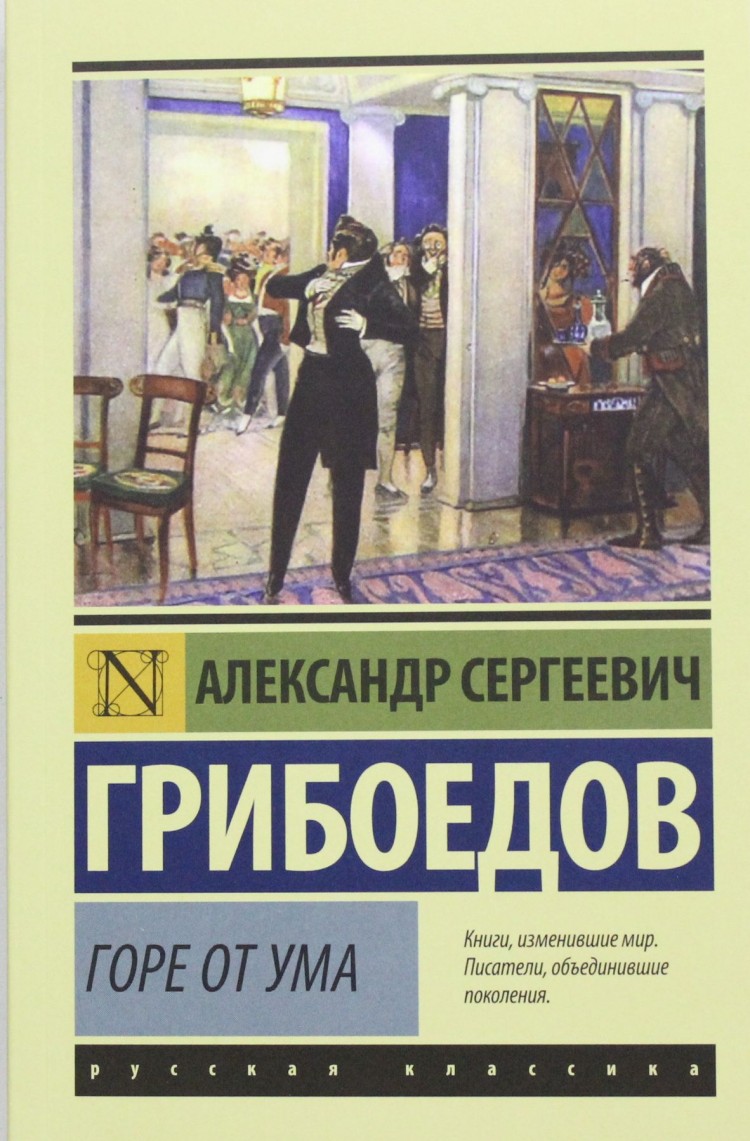 N
АЛЕКСАНДР СЕРГЕЕВИЧ
ГРИБОЕДОВ
ГОРЕ ОТ УМА
Книги, изменившие мир.
Писатели, объединившие
поколения.
русская классика